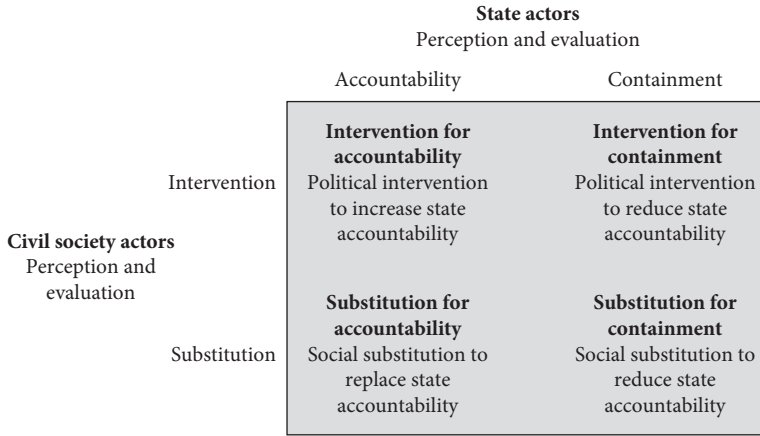 State actors
Perception and evaluation
Accountability Containment
Intervention for
accountability
Political intervention
to increase state
accountability
Intervention for
containment
Political intervention
to reduce state
accountability
Intervention
Civil society actors
Perception and
evaluation
Substitution for
accountability
Social substitution to
replace state
accountability
Substitution for
containment
Social substitution to
reduce state
accountability
Substitution